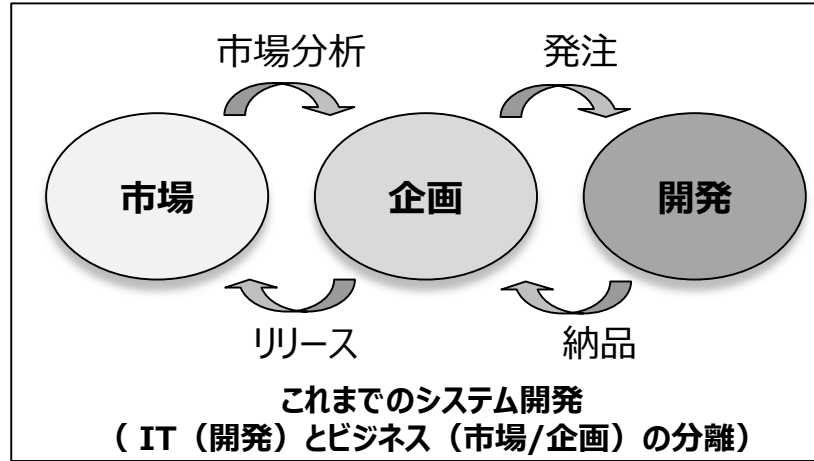 市場分析
発注
市場
企画
開発
リリース
納品
これまでのシステム開発
（ IT（開発）とビジネス（市場/企画）の分離）